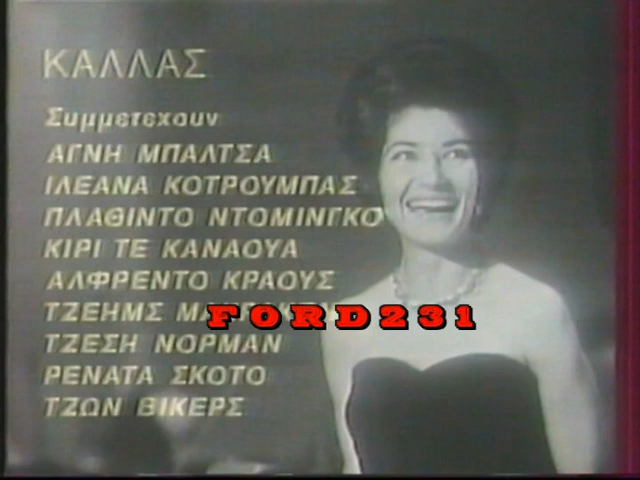 ΚΑΛΛΑΣ
Συμμετεχουν
ΑΓΝΗ ΜΠΑΛΤΣΑ
ΙΛΕΑΝΑ ΚΟΤΡΟΥΜΠΑΣ
ΠΛΑΘΙΝΤΟ ΝΤΟΜΙΝΓΚΟ
ΚΙΡΙ ΤΕ ΚΑΝΑΟΥΑ
ΑΛΦΡΕΝΤΟ ΚΡΑΟΥΣ
ΤΖΕΗΜΣ
FORD231
ΤΖΕΣΗ ΝΟΡΜΑΝ
ΡΕΝΑΤΑ ΣΚΟΤΟ
ΤΖΩΝ ΒΙΚΕΡΣ